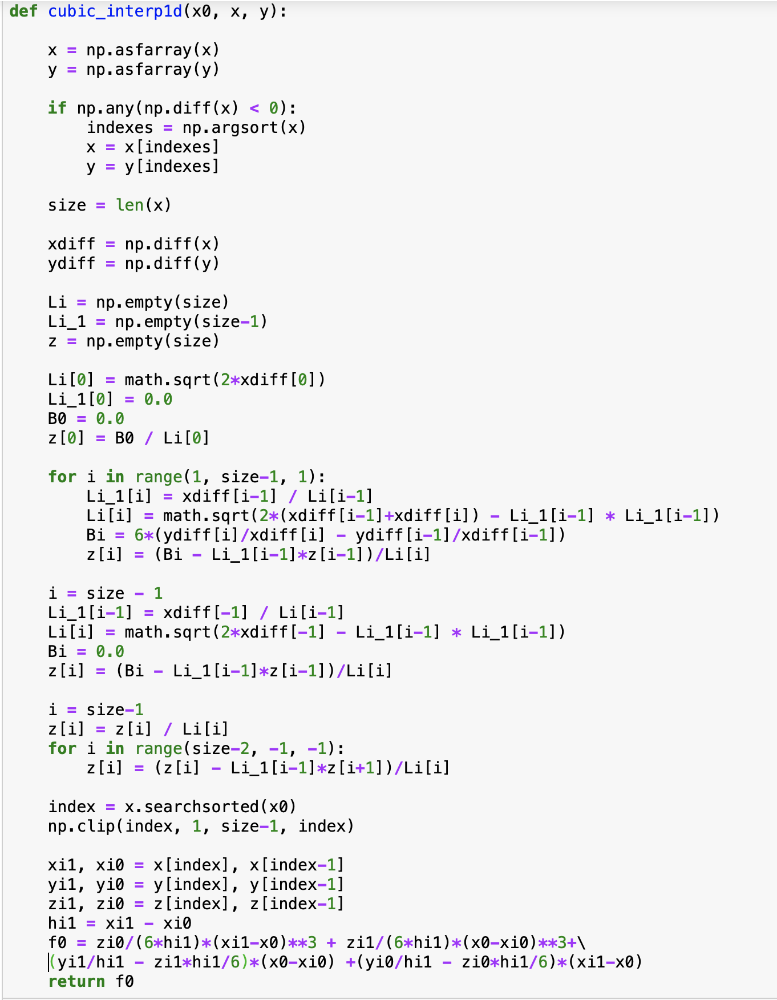 def cubic_interp1d(x0, x, y):
x = np.asfarray(x)
y = np.asfarray(y)
if np.any(np.diff(x) < 0):
indexes = np.argsort(x)
x = x[indexes]
y = y[indexes]
size = len(x)
xdiff = np.diff(x)
ydiff = np.diff(y)
Li = np.empty(size)
Li_1 = np.empty(size-1)
z = np.empty(size)
Li[0] = math.sqrt(2*xdiff[0])
Li_1[0] = 0.0
B0 = 0.0
z[0] = B0 / Li[0]
for i in range(1, size-1, 1):
Li_1[i] = xdiff[i-1] / Li[i-1]
Li[i] = math.sqrt(2*(xdiff[i-1]+xdiff[i]) - Li_1[i-1] * Li_1[i-1])
Bi = 6*(ydiff[i]/xdiff[i] - ydiff[i-1]/xdiff[i-1])
z[i] = (Bi - Li_1[i-1]*z[i-1])/Li[i]
i = size - 1
Li_1[i-1] = xdiff[-1] / Li[i-1]
Li[i] = math.sqrt(2*xdiff[-1] - Li_1[i-1] * Li_1[i-1])
Bi = 0.0
z[i] = (Bi - Li_1[i-1]*z[i-1])/Li[i]
i = size-1
z[i] = z[i] / Li[i]
for i in range(size-2, -1, -1):
z[i] = (z[i] - Li_1[i-1]*z[i+1])/Li[i]
index = x.searchsorted(x0)
np.clip(index, 1, size-1, index)
xi1, xi0 = x[index], x[index-1]
yi1, yi0 = y[index], y[index-1]
zi1, zi0 = z[index], z[index-1]
hi1 = xi1 - xi0
f0 = zi0/(6*hi1)*(xi1-x0)**3 + zi1/(6*hi1)*(x0-xi0)**3+\
(yi1/hi1 - zi1*hi1/6)*(x0-xi0) +(yi0/hi1 - zi0*hi1/6)*(xi1-x0)
return f0